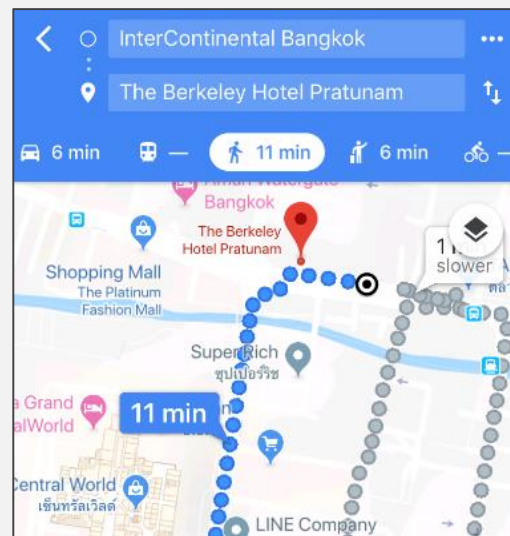 InterContinental Bangkok
The Berkeley Hotel Pratunam
6 min
—
11 min
6 min
—
Bangkok
The Berkeley
Hotel Pratunam
Shopping Mall
The Platinum
Fashion Mall
slower
SuperRich
ซุปเปอร์ริช
a Grand
alWorld
11 min
Central World
เซ็นทรัลเวิลด์
LINE Company